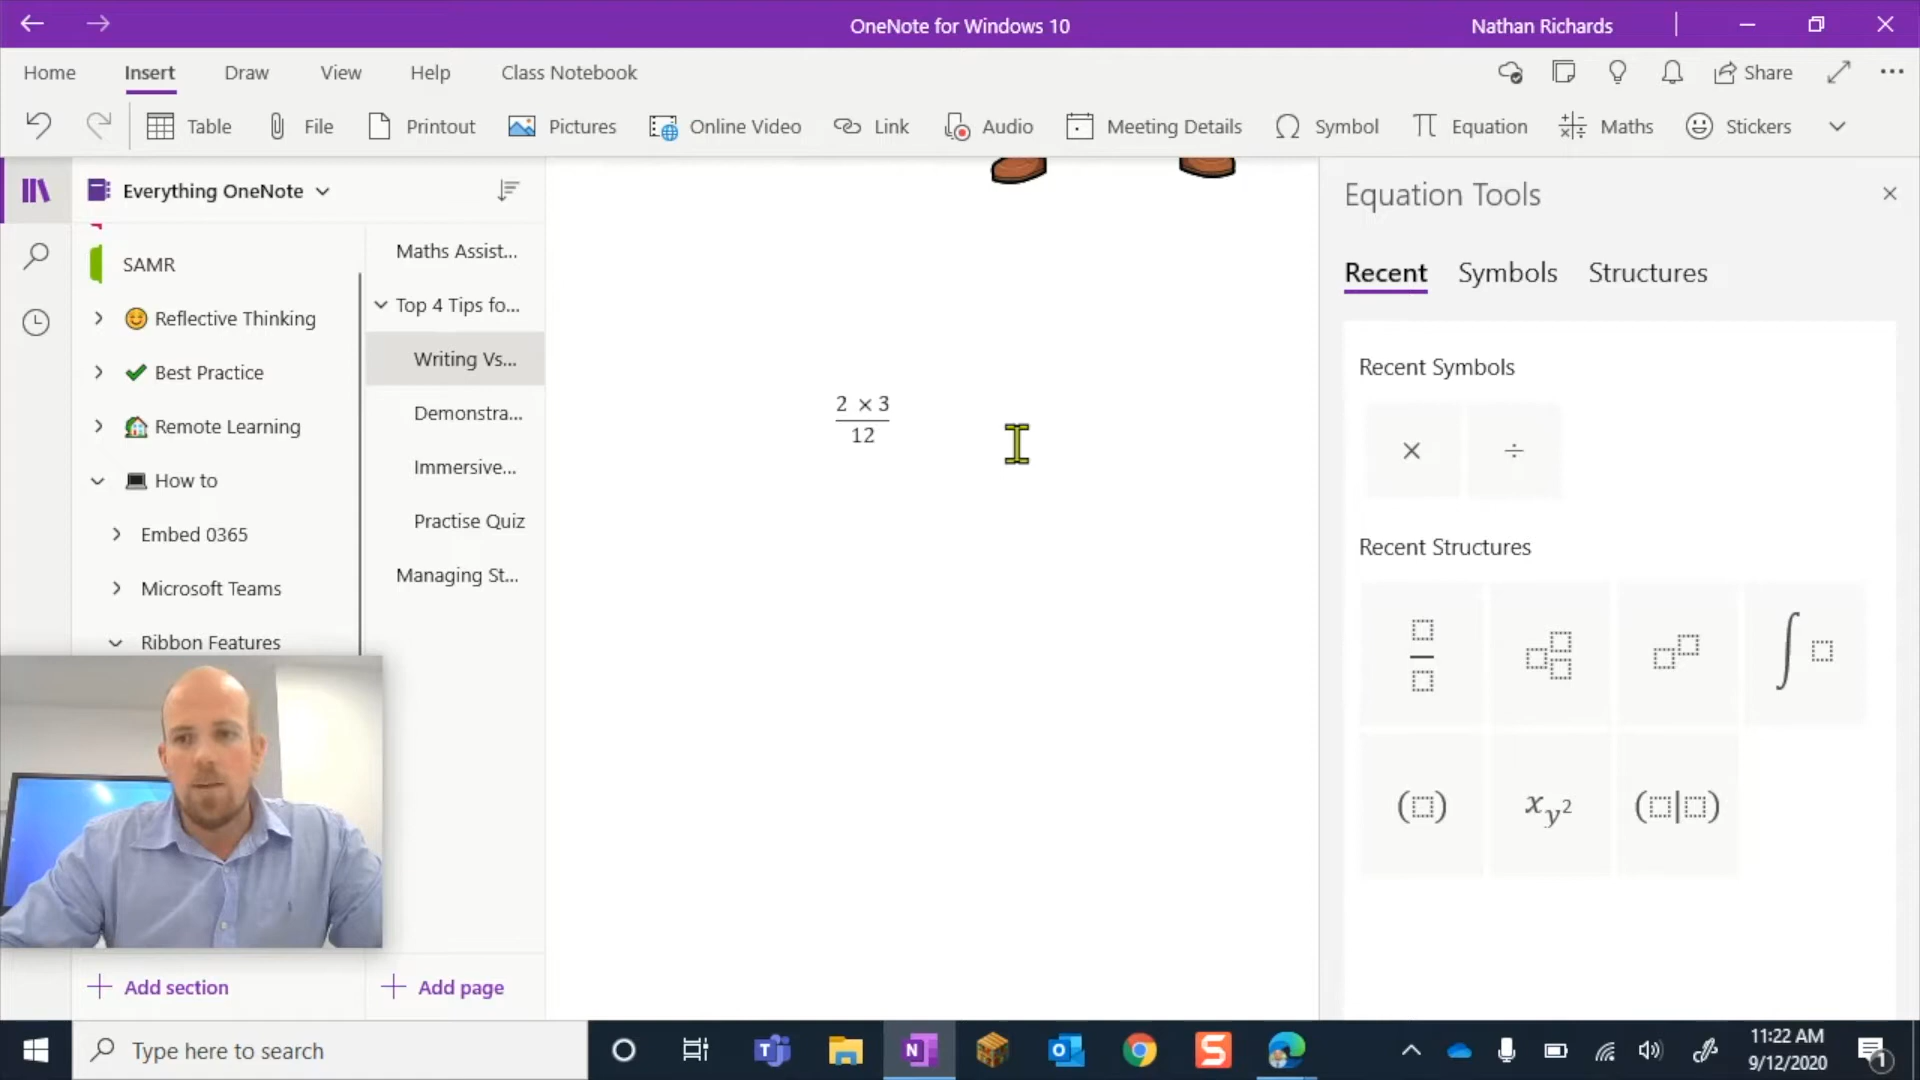 OneNote for Windows 10
Nathan Richards
Home Insert Draw View Help Class Notebook
Share
Table File Printout Pictures Online Video Link Audio Meeting Details Symbol Equation Maths Stickers
Everything OneNote
SAMR
Reflective Thinking
Best Practice
Remote Learning
How to
Embed 0365
Microsoft Teams
Ribbon Features
Add section
Maths Assist...
Top 4 Tips fo...
Writing Vs...
Demonstra...
Immersive...
Practise Quiz
Managing St...
Add page
2 × 3
12
Equation Tools
Recent Symbols Structures
Recent Symbols
× ÷
Recent Structures
∫
x y 2
Type here to search
11:22 AM
9/12/2020
1